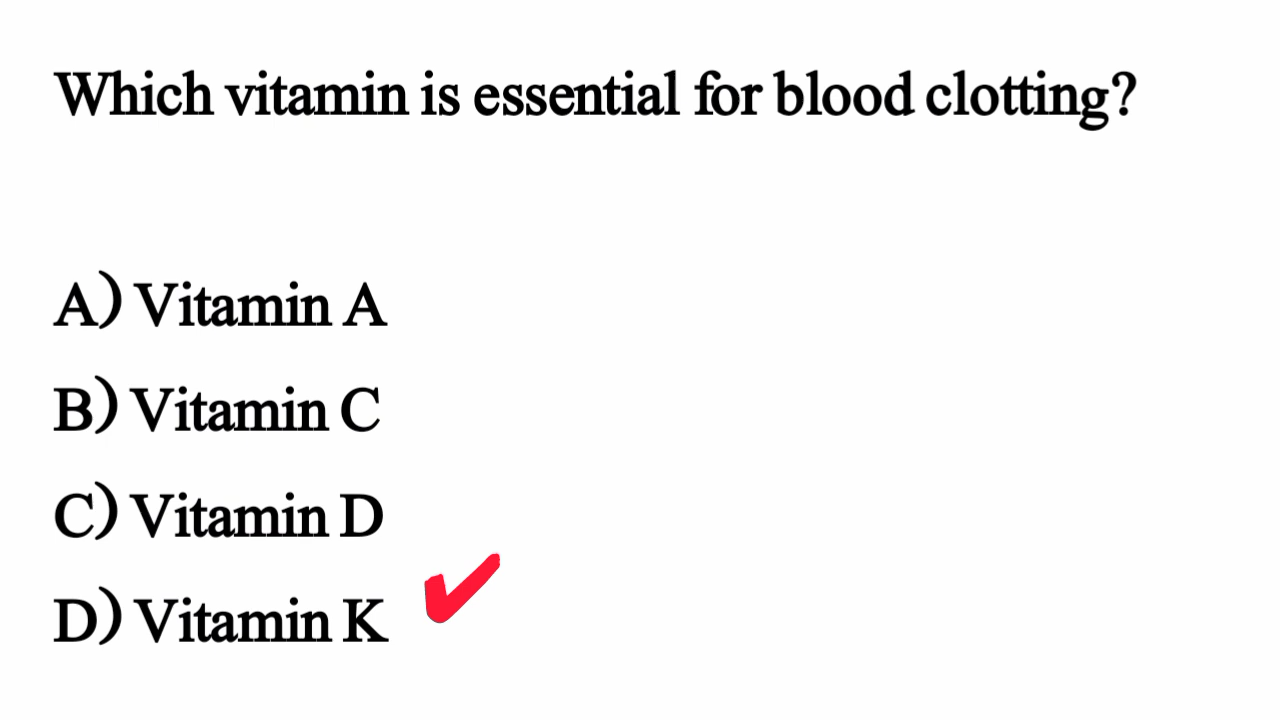 Which vitamin is essential for blood clotting?
A) Vitamin A
B) Vitamin C
C) Vitamin D
D) Vitamin K